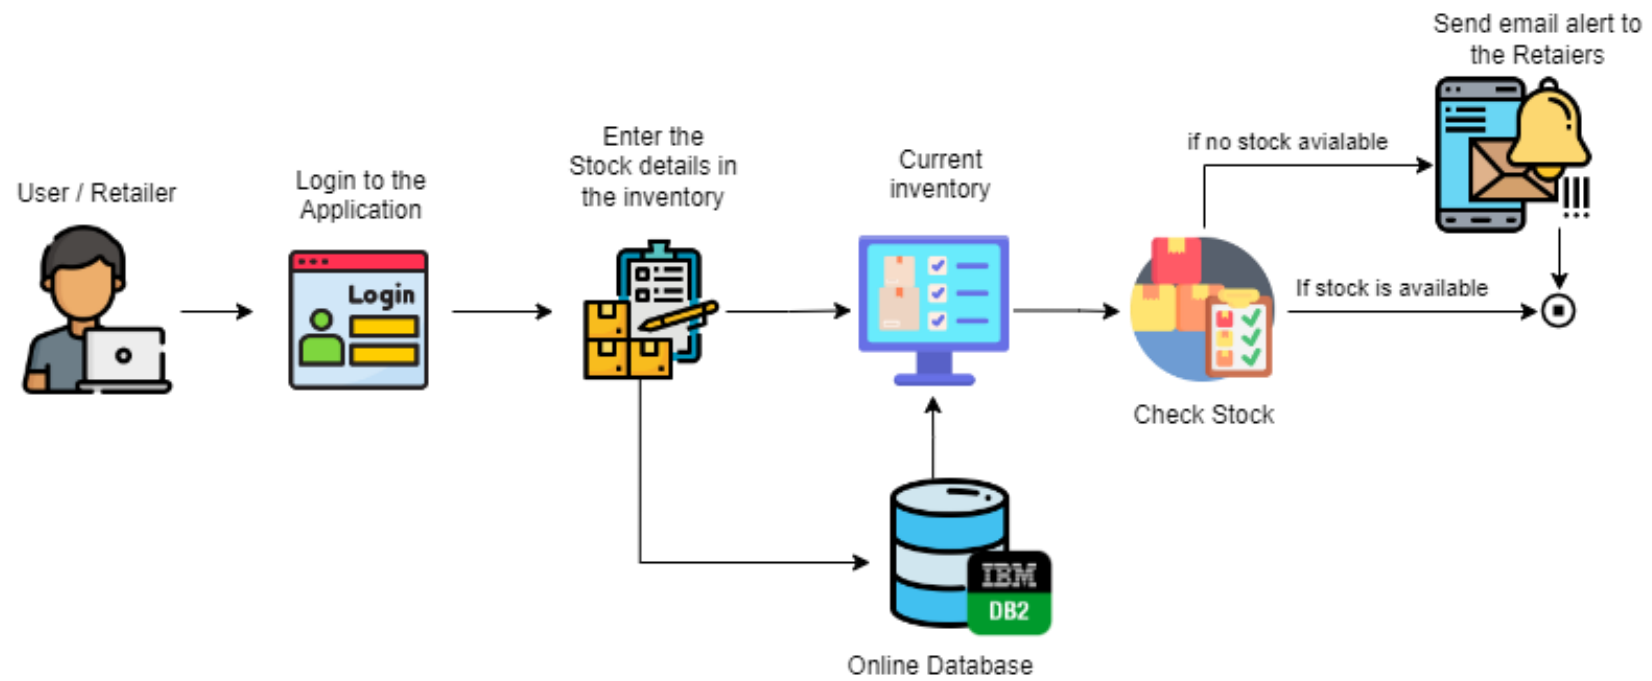 User / Retailer
Login to the
Application
Login
Enter the
Stock details in
the inventory
Current
inventory
Check Stock
if no stock avialable
If stock is available
Send email alert to
the Retaiers
IBM
DB2
Online Database